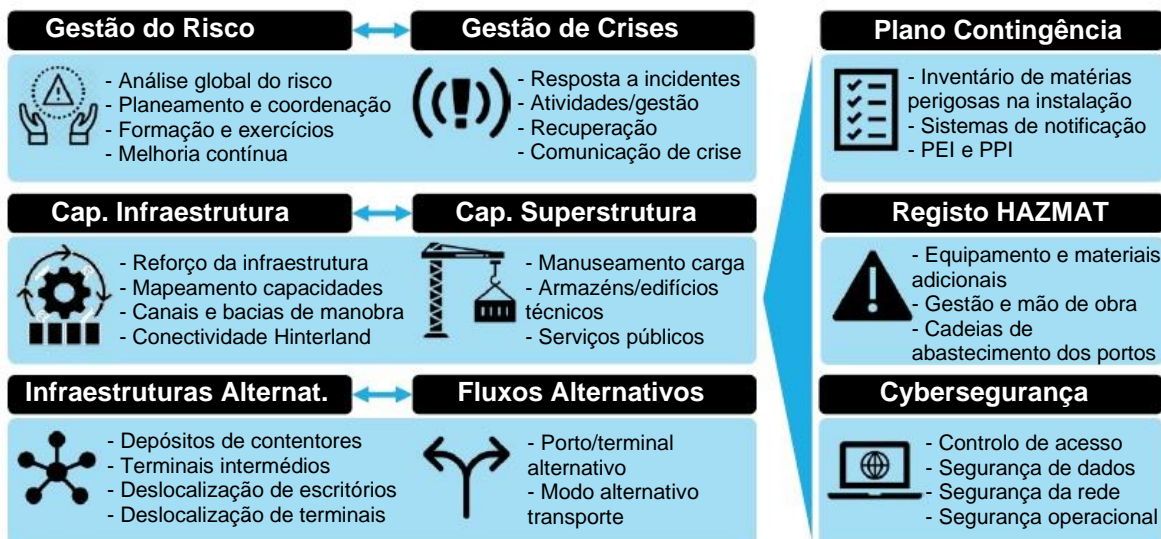 Gestão do Risco
- Análise global do risco
- Planeamento e coordenação
- Formação e exercícios
- Melhoria contínua
Gestão de Crises
- Resposta a incidentes
- Atividades/gestão
- Recuperação
- Comunicação de crise
Plano Contingência
- Inventário de matérias
perigosas na instalação
- Sistemas de notificação
- PEI e PPI
Cap. Infraestrutura
- Reforço da infraestrutura
- Mapeamento capacidades
- Canais e bacias de manobra
- Conectividade Hinterland
Cap. Superstrutura
- Manuseamento carga
- Armazéns/edifícios
técnicos
- Serviços públicos
Registo HAZMAT
- Equipamento e materiais
adicionais
- Gestão e mão de obra
- Cadeias de
abastecimento dos portos
Infraestruturas Alternat.
- Depósitos de contentores
- Terminais intermédios
- Deslocalização de escritórios
- Deslocalização de terminais
Fluxos Alternativos
- Porto/terminal
alternativo
- Modo alternativo
transporte
Cybersegurança
- Controlo de acesso
- Segurança de dados
- Segurança da rede
- Segurança operacional